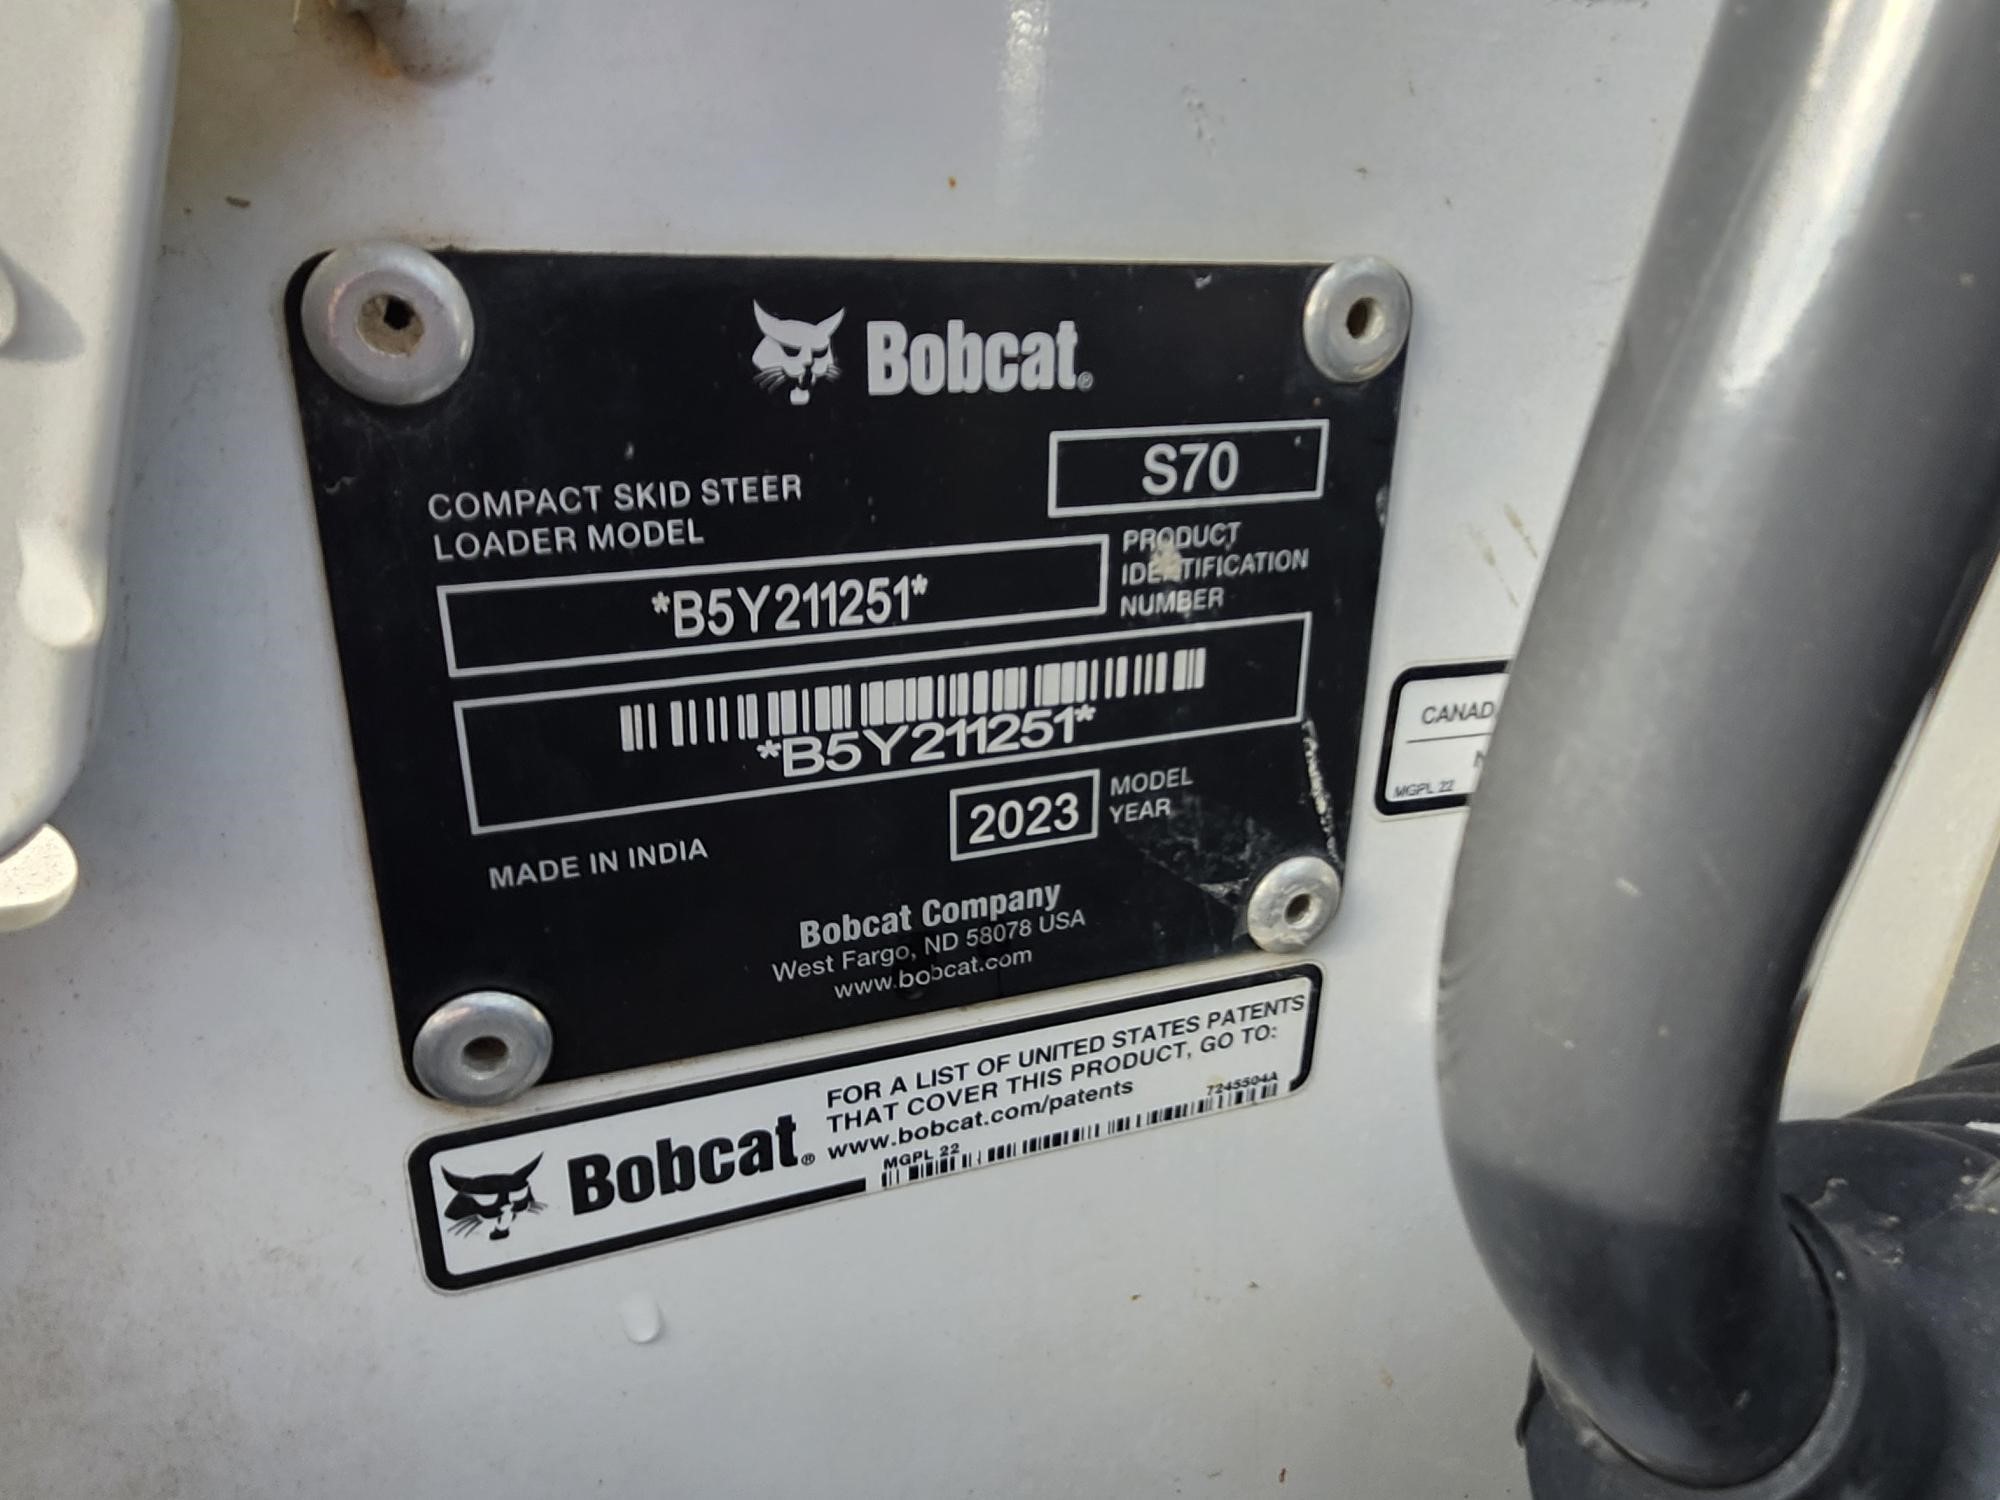 Bobcat®
S70
COMPACT SKID STEER
LOADER MODEL
*B5Y211251*
PRODUCT
IDENTIFICATION
NUMBER
*B5Y211251*
2023
MODEL
YEAR
MADE IN INDIA
Bobcat Company
West Fargo, ND 58078 USA
www.bobcat.com
Bobcat®
FOR A LIST OF UNITED STATES PATENTS
THAT COVER THIS PRODUCT, GO TO:
www.bobcat.com/patents
7245504A
MGPL 22
CANAD
MGPL 22